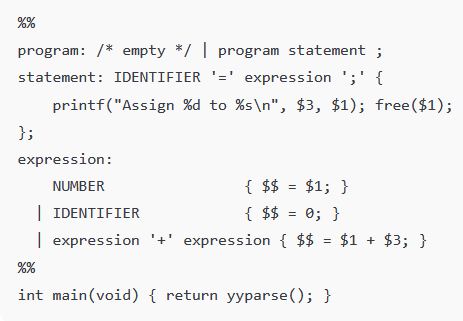 %%
program: /* empty */ | program statement ;
statement: IDENTIFIER '=' expression ';' {
    printf("Assign %d to %s\n", $3, $1); free($1);
};
expression:
    NUMBER                 { $$ = $1; }
  | IDENTIFIER             { $$ = 0; }
  | expression '+' expression { $$ = $1 + $3; }
%%
int main(void) { return yyparse(); }